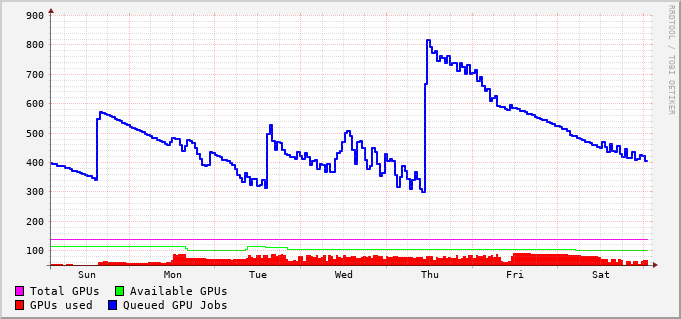 900
800
700
600
500
400
300
200
100
Sun Mon Tue Wed Thu Fri Sat
Total GPUs Available GPUs
GPUs used Queued GPU Jobs
RRDTOOL / TOBI OETIKER